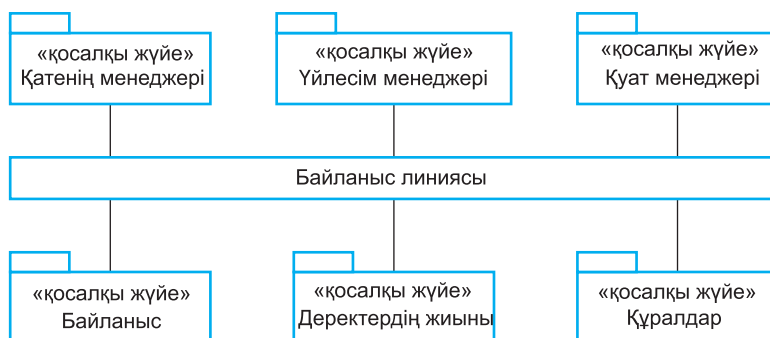 «қосалқы жүйе»
Қатенің менеджері
«қосалқы жүйе»
Үйлесім менеджері
«қосалқы жүйе»
Қуат менеджері
Байланыс линиясы
«қосалқы жүйе»
Байланыс
«қосалқы жүйе»
Деректердің жиыны
«қосалқы жүйе»
Құралдар